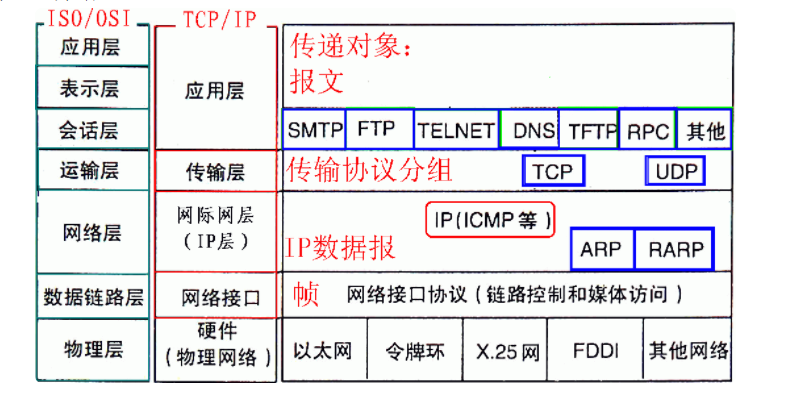 ISO/OSI TCP/IP
应用层 传递对象：
表示层 应用层 报文
会话层 SMTP FTP TELNET DNS TFTP RPC 其他
运输层 传输层 传输协议分组 TCP UDP
网络层 网际网层 IP(ICMP等)
(IP层) IP数据报 ARP RARP
数据链路层 网络接口 帧 网络接口协议(链路控制和媒体访问)
物理层 硬件 以太网 令牌环 X.25网 FDDI 其他网络
(物理网络)